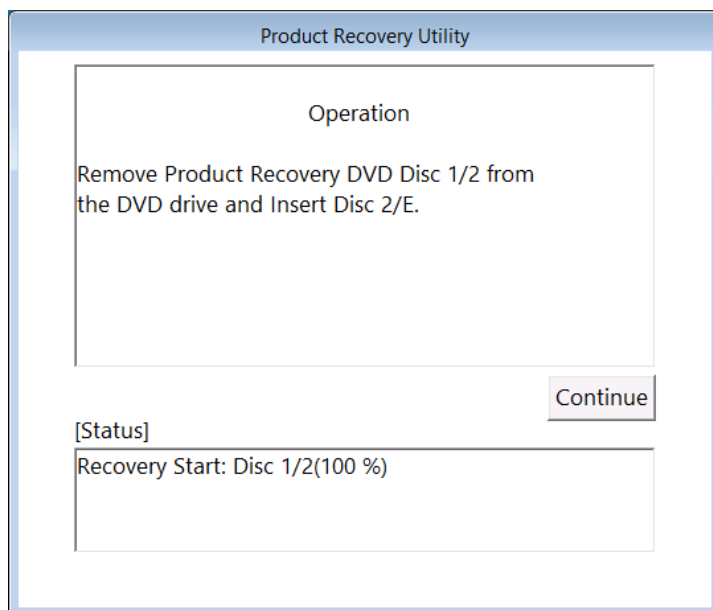 Product Recovery Utility
Operation
Remove Product Recovery DVD Disc 1/2 from
the DVD drive and Insert Disc 2/E.
Continue
[Status]
Recovery Start: Disc 1/2(100 %)